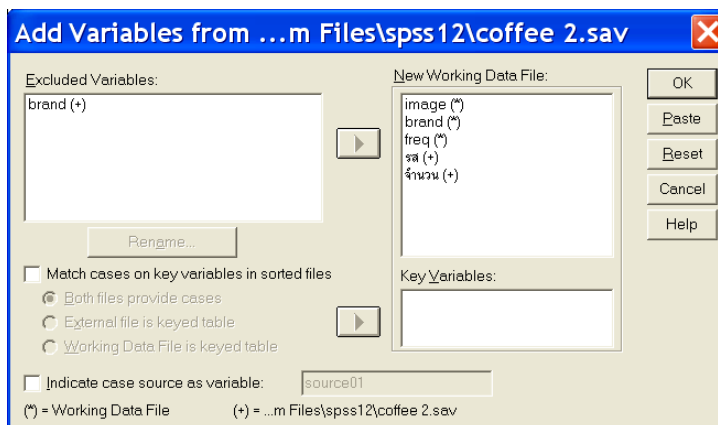 Add Variables from ...m Files\spss12\coffee 2.sav
Excluded Variables:
brand (+)
Rename...
Match cases on key variables in sorted files
Both files provide cases
External file is keyed table
Working Data File is keyed table
Indicate case source as variable:
source01
(*) = Working Data File
(+) = ...m Files\spss12\coffee 2.sav
New Working Data File:
image (*)
brand (*)
freq (*)
รส (+)
จำนวน (+)
Key Variables:
OK
Paste
Reset
Cancel
Help